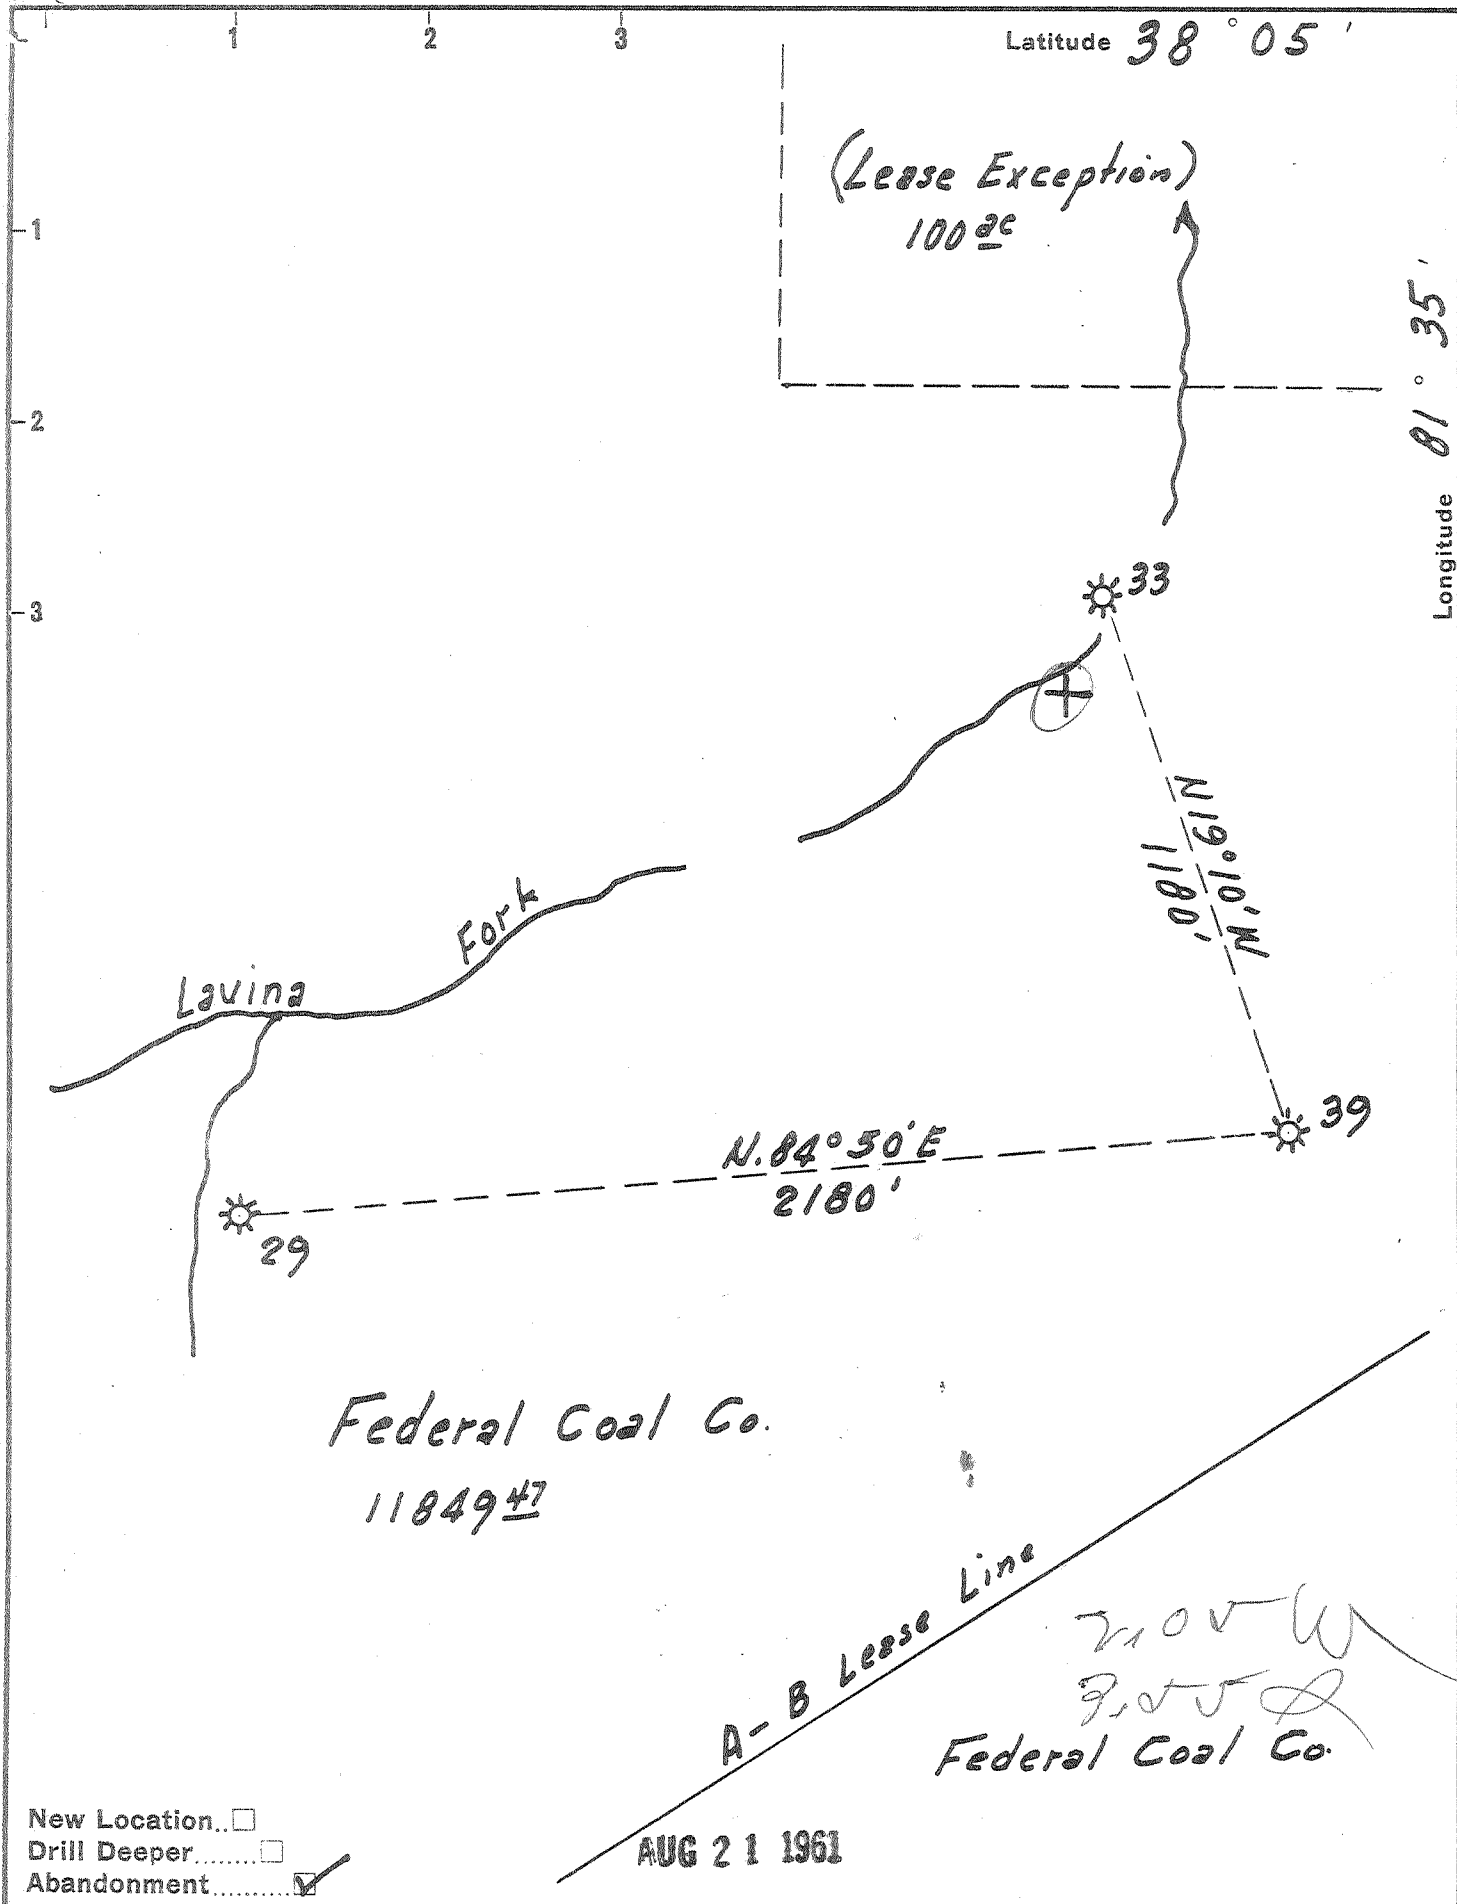 1 2 3
Latitude 38° 05'
(Lease Exception)
100 ac
1
2
3
Longitude 81° 35'
33
N19°10'W
1180'
Lavina Fork
39
N.84°50'E
2180'
29
Federal Coal Co.
11849 47
A-B Lease Line
Federal Coal Co.
New Location..
Drill Deeper........
Abandonment..........
AUG 21 1961